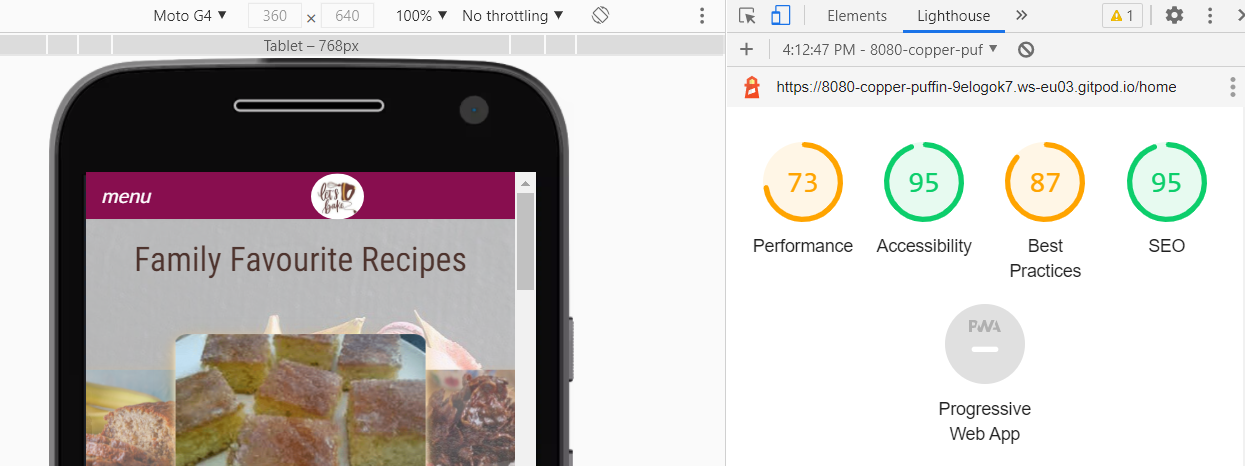 Moto G4 ▼ 360 × 640 100% ▼ No throttling ▼
Tablet – 768px
menu
let's
bake
Family Favourite Recipes
Elements Lighthouse » 1
+ 4:12:47 PM - 8080-copper-puf ▼
https://8080-copper-puffin-9elogok7.ws-eu03.gitpod.io/home
73 95 87 95
Performance Accessibility Best Practices SEO
PWA
Progressive
Web App